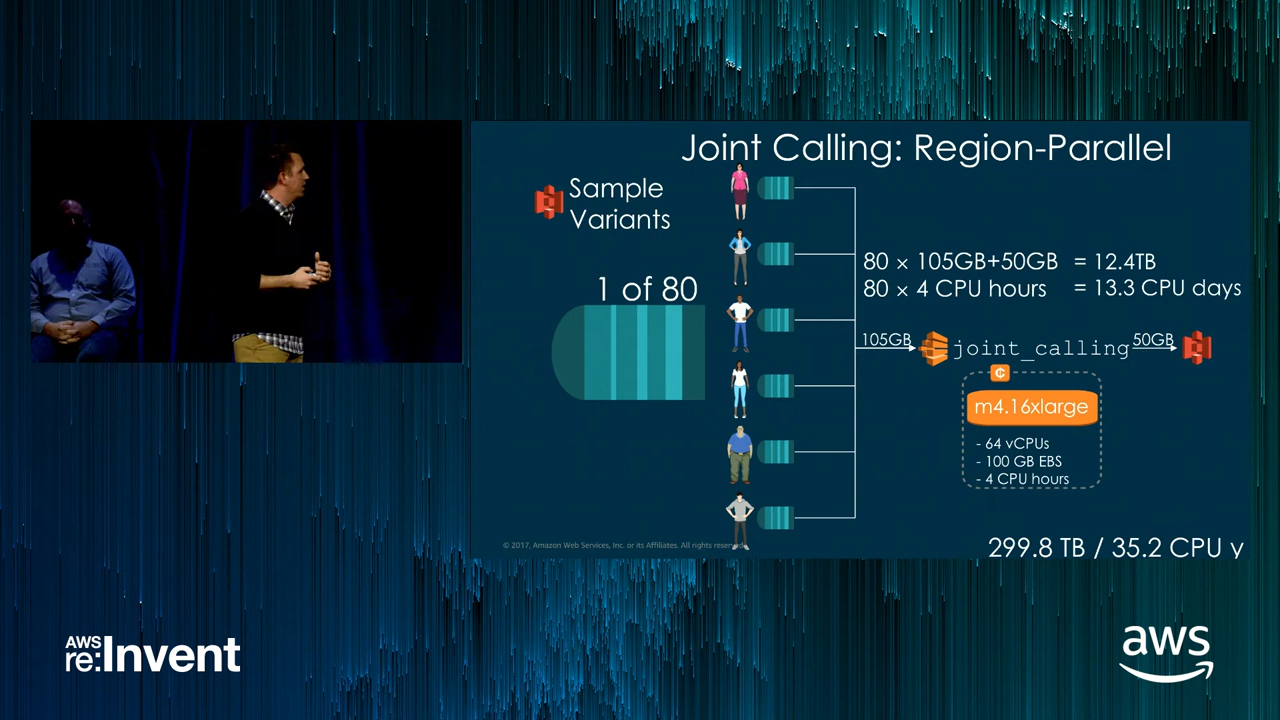 Joint Calling: Region-Parallel
Sample
Variants
1 of 80
80 × 105GB+50GB = 12.4TB
80 × 4 CPU hours = 13.3 CPU days
105GB
joint_calling
50GB
¢
m4.16xlarge
- 64 vCPUs
- 100 GB EBS
- 4 CPU hours
© 2017, Amazon Web Services, Inc. or its Affiliates. All rights reserved.
299.8 TB / 35.2 CPU y
AWS
re:Invent
aws